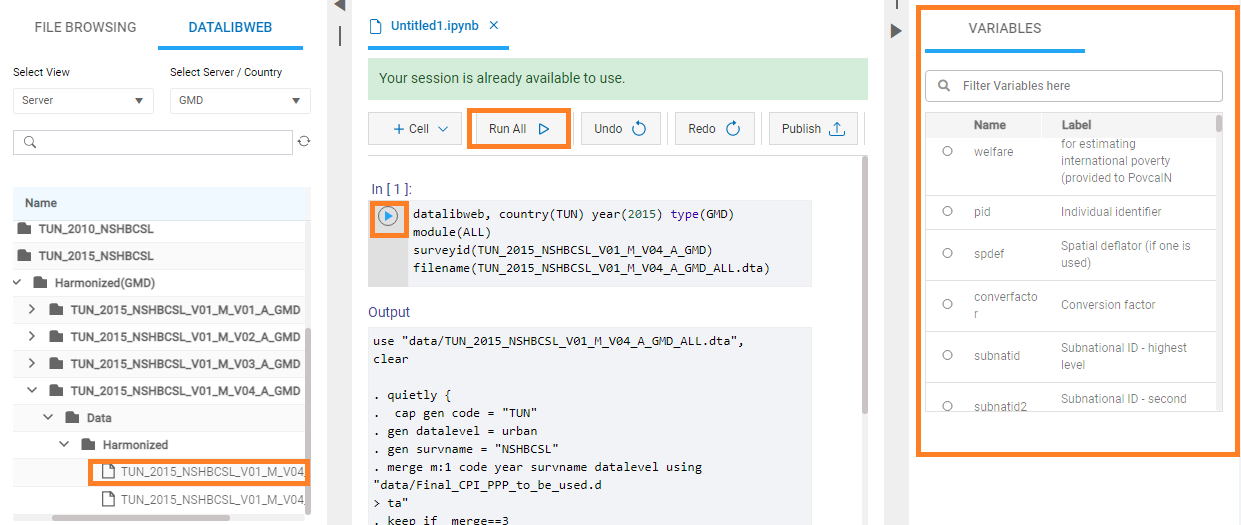 FILE BROWSING
DATALIBWEB
Select View
Select Server / Country
Server
GMD
Name
TUN_2010_NSHBCSL
TUN_2015_NSHBCSL
Harmonized(GMD)
TUN_2015_NSHBCSL_V01_M_V01_A_GMD
TUN_2015_NSHBCSL_V01_M_V02_A_GMD
TUN_2015_NSHBCSL_V01_M_V03_A_GMD
TUN_2015_NSHBCSL_V01_M_V04_A_GMD
Data
Harmonized
TUN_2015_NSHBCSL_V01_M_V04_
TUN_2015_NSHBCSL_V01_M_V04_
Untitled1.ipynb ×
Your session is already available to use.
+ Cell
Run All
Undo
Redo
Publish
In [ 1 ]:
datalibweb, country(TUN) year(2015) type(GMD)
module(ALL)
surveyid(TUN_2015_NSHBCSL_V01_M_V04_A_GMD)
filename(TUN_2015_NSHBCSL_V01_M_V04_A_GMD_ALL.dta)
Output
use "data/TUN_2015_NSHBCSL_V01_M_V04_A_GMD_ALL.dta",
clear
. quietly {
.  cap gen code = "TUN"
. gen datalevel = urban
. gen survname = "NSHBCSL"
. merge m:1 code year survname datalevel using
"data/Final_CPI_PPP_to_be_used.d
> ta"
. keep if _merge==3
VARIABLES
Filter Variables here
Name Label
welfare
for estimating
international poverty
(provided to PovcalN
pid
Individual identifier
spdef
Spatial deflator (if one is
used)
converfacto
r
Conversion factor
subnatid
Subnational ID - highest
level
subnatid2
Subnational ID - second